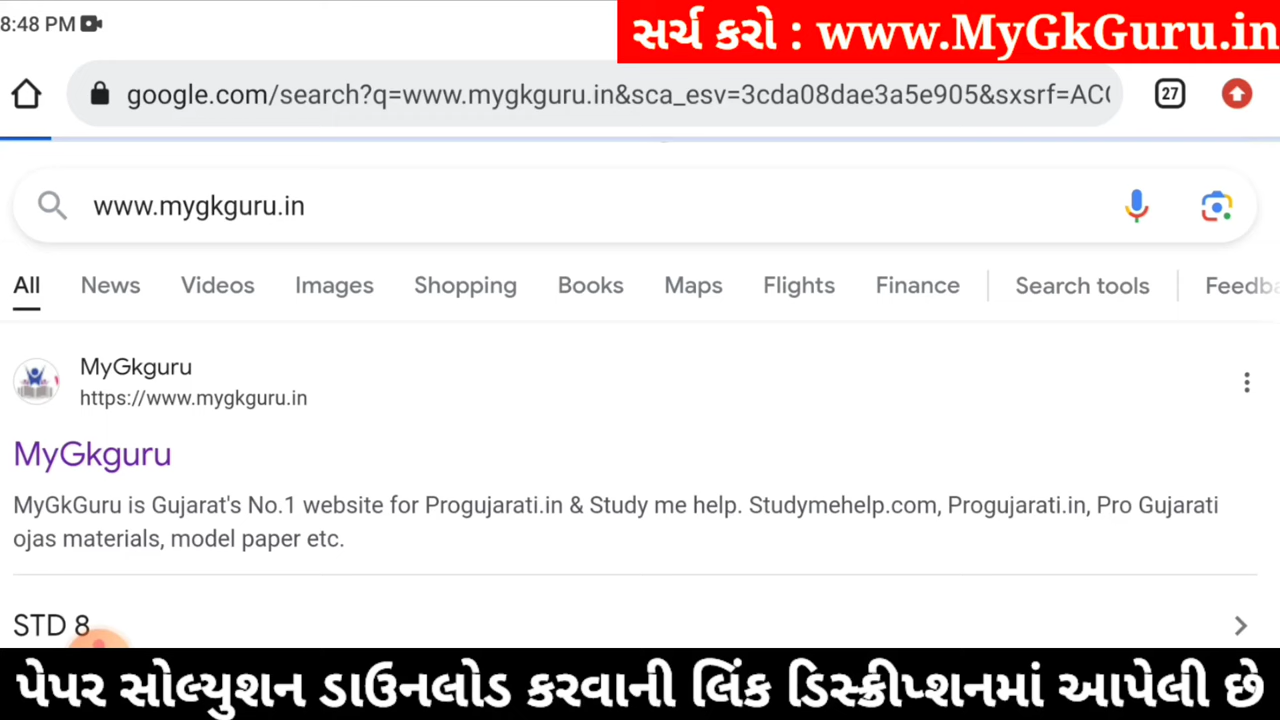 8:48 PM
સર્ચ કરો : www.MyGkGuru.in
google.com/search?q=www.mygkguru.in&sca_esv=3cda08dae3a5e905&sxsrf=AC
27
www.mygkguru.in
All News Videos Images Shopping Books Maps Flights Finance Search tools Feedba
MyGkguru
https://www.mygkguru.in
MyGkguru
MyGkGuru is Gujarat's No.1 website for Progujarati.in & Study me help. Studymehelp.com, Progujarati.in, Pro Gujarati
ojas materials, model paper etc.
STD 8
પેપર સોલ્યુશન ડાઉનલોડ કરવાની લિંક ડિસ્ક્રીપ્શનમાં આપેલી છે